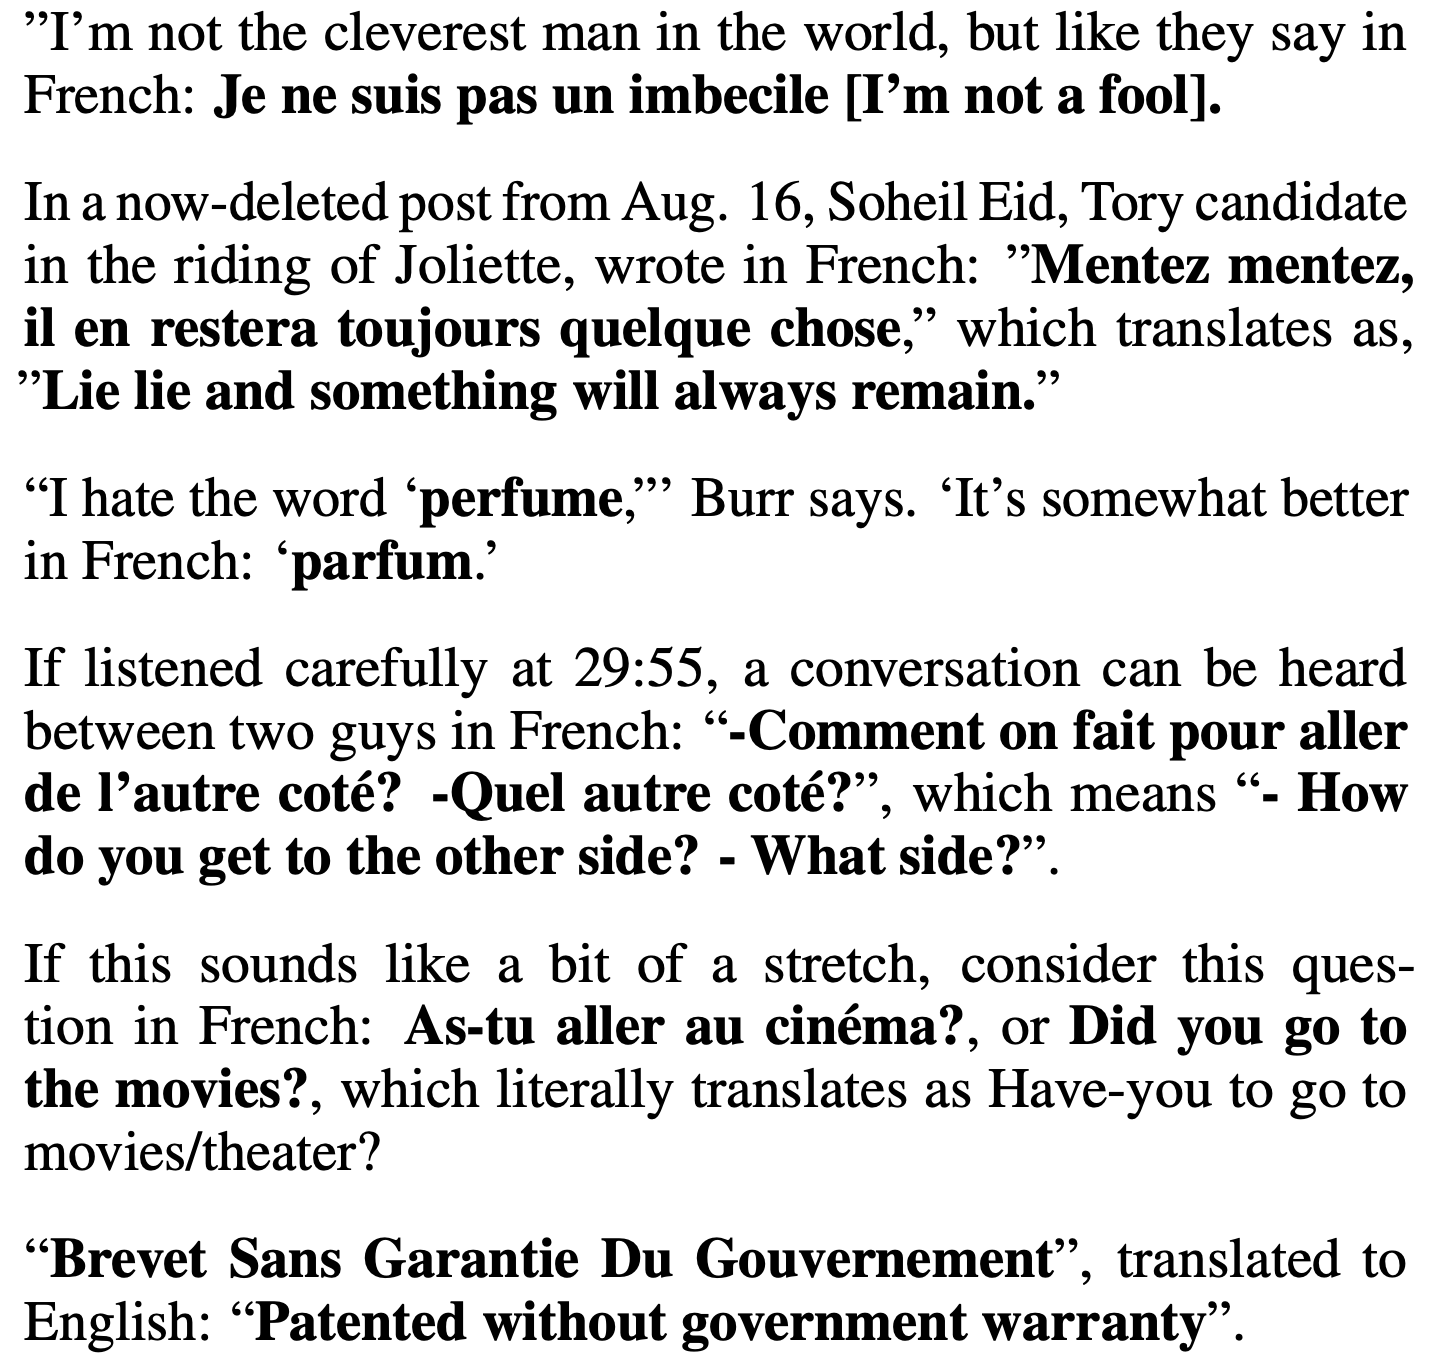 ”I’m not the cleverest man in the world, but like they say in
French: Je ne suis pas un imbecile [I’m not a fool].
In a now-deleted post from Aug. 16, Soheil Eid, Tory candidate
in the riding of Joliette, wrote in French: ”Mentez mentez,
il en restera toujours quelque chose,” which translates as,
”Lie lie and something will always remain.”
“I hate the word ‘perfume,”’ Burr says. ‘It’s somewhat better
in French: ‘parfum.’
If listened carefully at 29:55, a conversation can be heard
between two guys in French: “-Comment on fait pour aller
de l’autre coté? -Quel autre coté?”, which means “- How
do you get to the other side? - What side?”.
If this sounds like a bit of a stretch, consider this ques-
tion in French: As-tu aller au cinéma?, or Did you go to
the movies?, which literally translates as Have-you to go to
movies/theater?
“Brevet Sans Garantie Du Gouvernement”, translated to
English: “Patented without government warranty”.